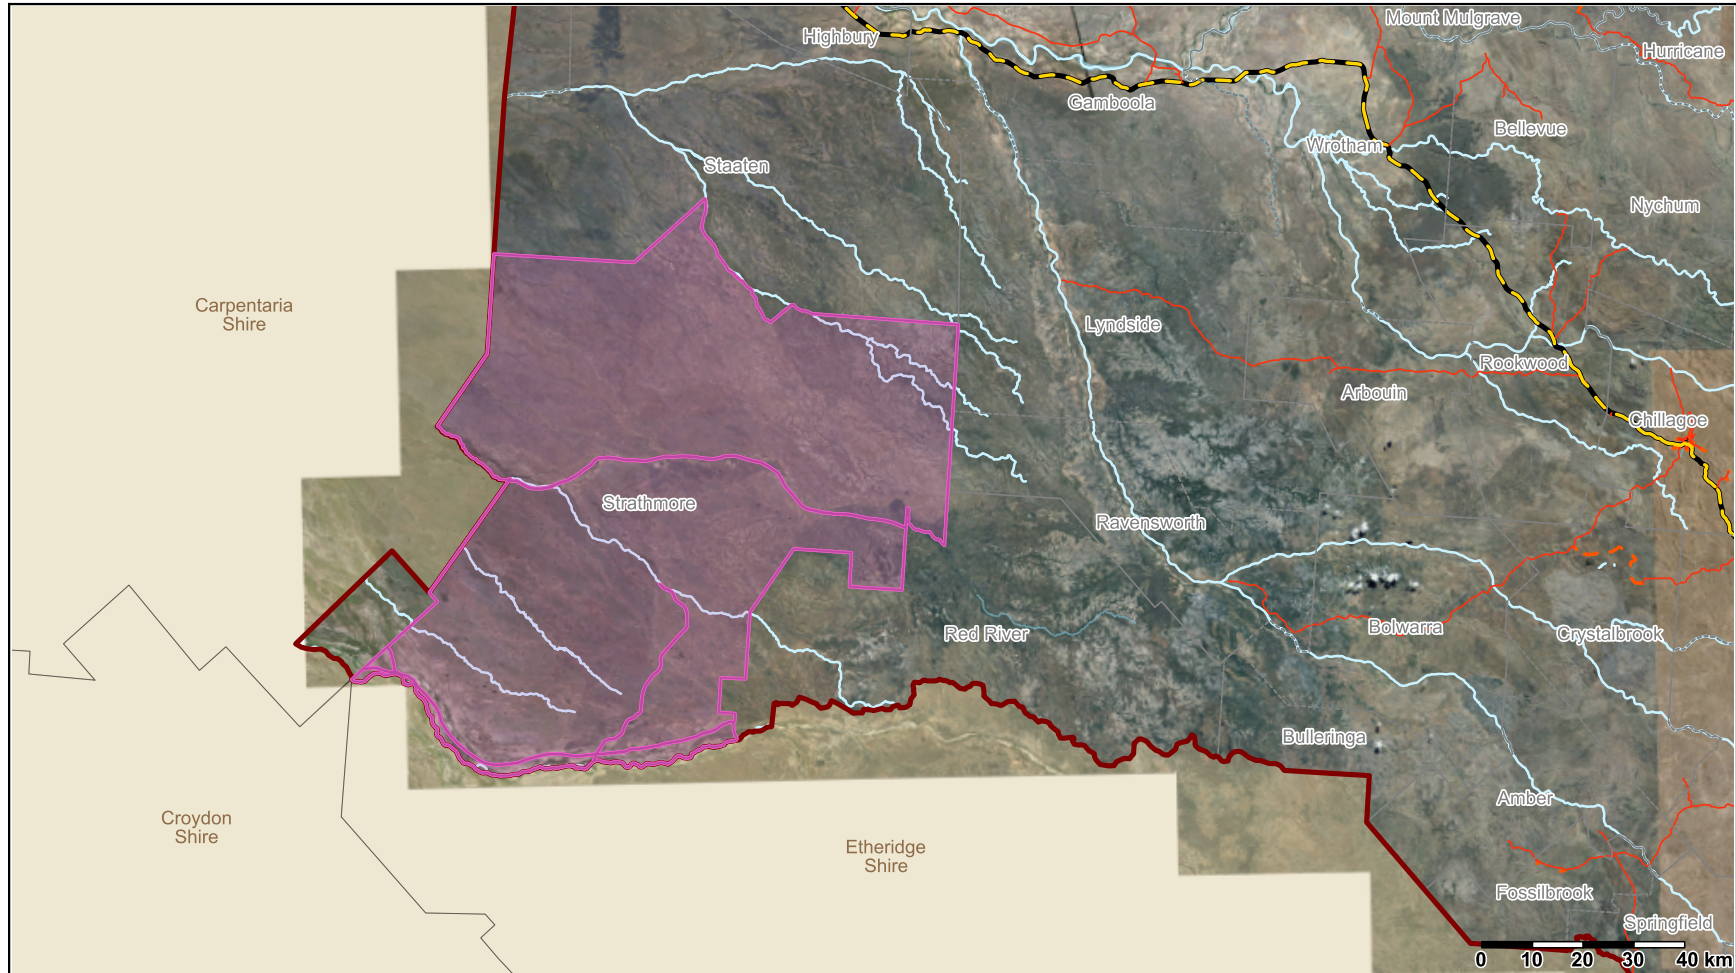 Mount Mulgrave
Highbury
Hurricane
Gamboola
Bellevue
Wrotham
Staaten
Nychum
Carpentaria
Shire
Lyndside
Rookwood
Arbouin
Chillagoe
Strathmore
Ravensworth
Red River
Bolwarra
Crystalbrook
Bulleringa
Amber
Croydon
Shire
Etheridge
Shire
Fossilbrook
Springfield
0 10 20 30 40 km